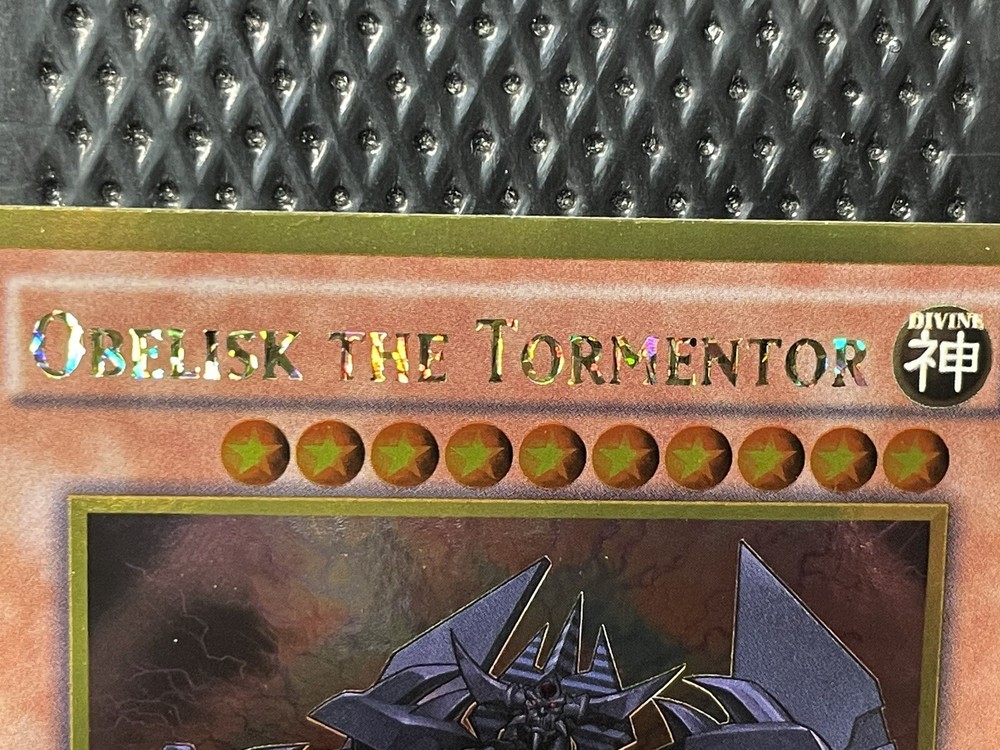 OBELISK THE TORMENTOR
DIVINE
神